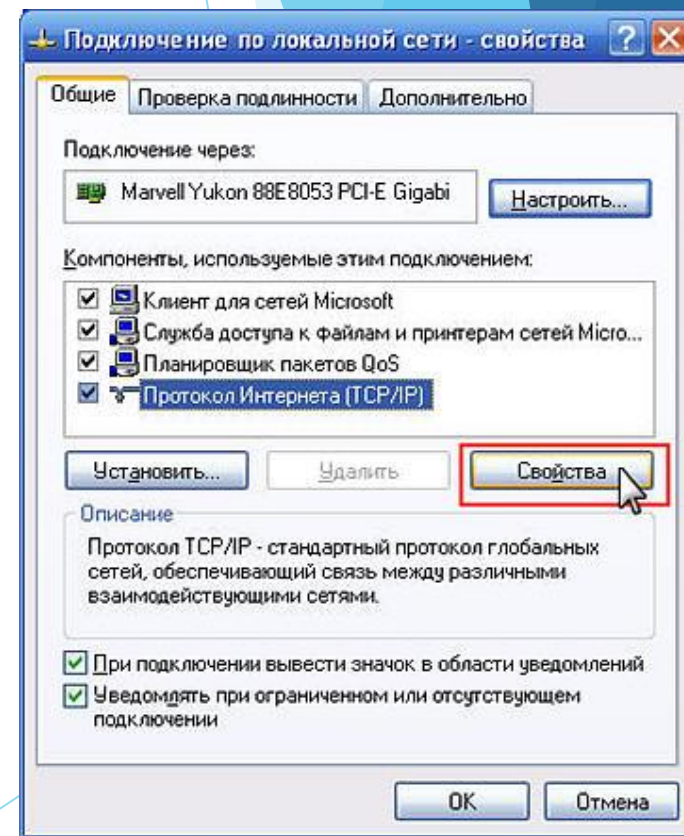 Подключение по локальной сети - свойства
Общие Проверка подлинности Дополнительно
Подключение через:
Marvell Yukon 88E8053 PCI-E Gigabi Настроить...
Компоненты, используемые этим подключением:
Клиент для сетей Microsoft
Служба доступа к файлам и принтерам сетей Micro...
Планировщик пакетов QoS
Протокол Интернета (TCP/IP)
Установить... Удалить Свойства
Описание
Протокол TCP/IP - стандартный протокол глобальных
сетей, обеспечивающий связь между различными
взаимодействующими сетями.
При подключении вывести значок в области уведомлений
Уведомлять при ограниченном или отсутствующем
подключении
OK Отмена